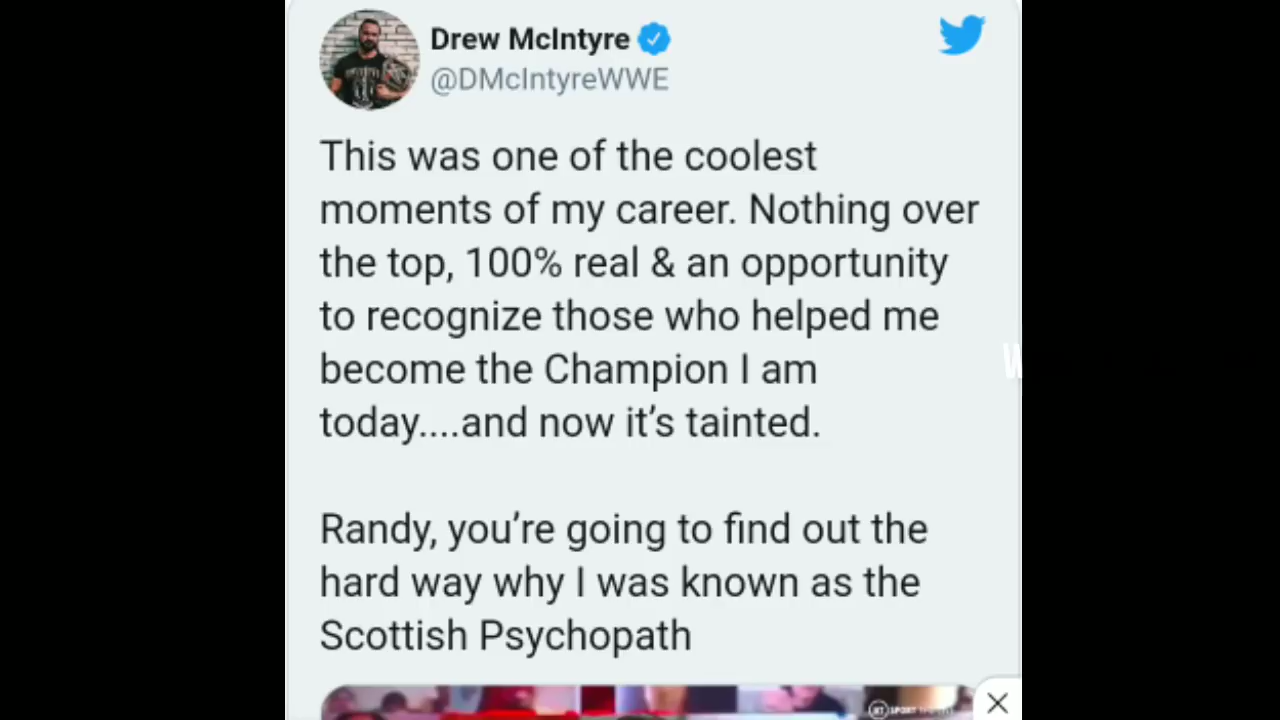 Drew McIntyre
@DMcIntyreWWE
This was one of the coolest
moments of my career. Nothing over
the top, 100% real & an opportunity
to recognize those who helped me
become the Champion I am
today....and now it’s tainted.
Randy, you’re going to find out the
hard way why I was known as the
Scottish Psychopath
W
BT SPORT